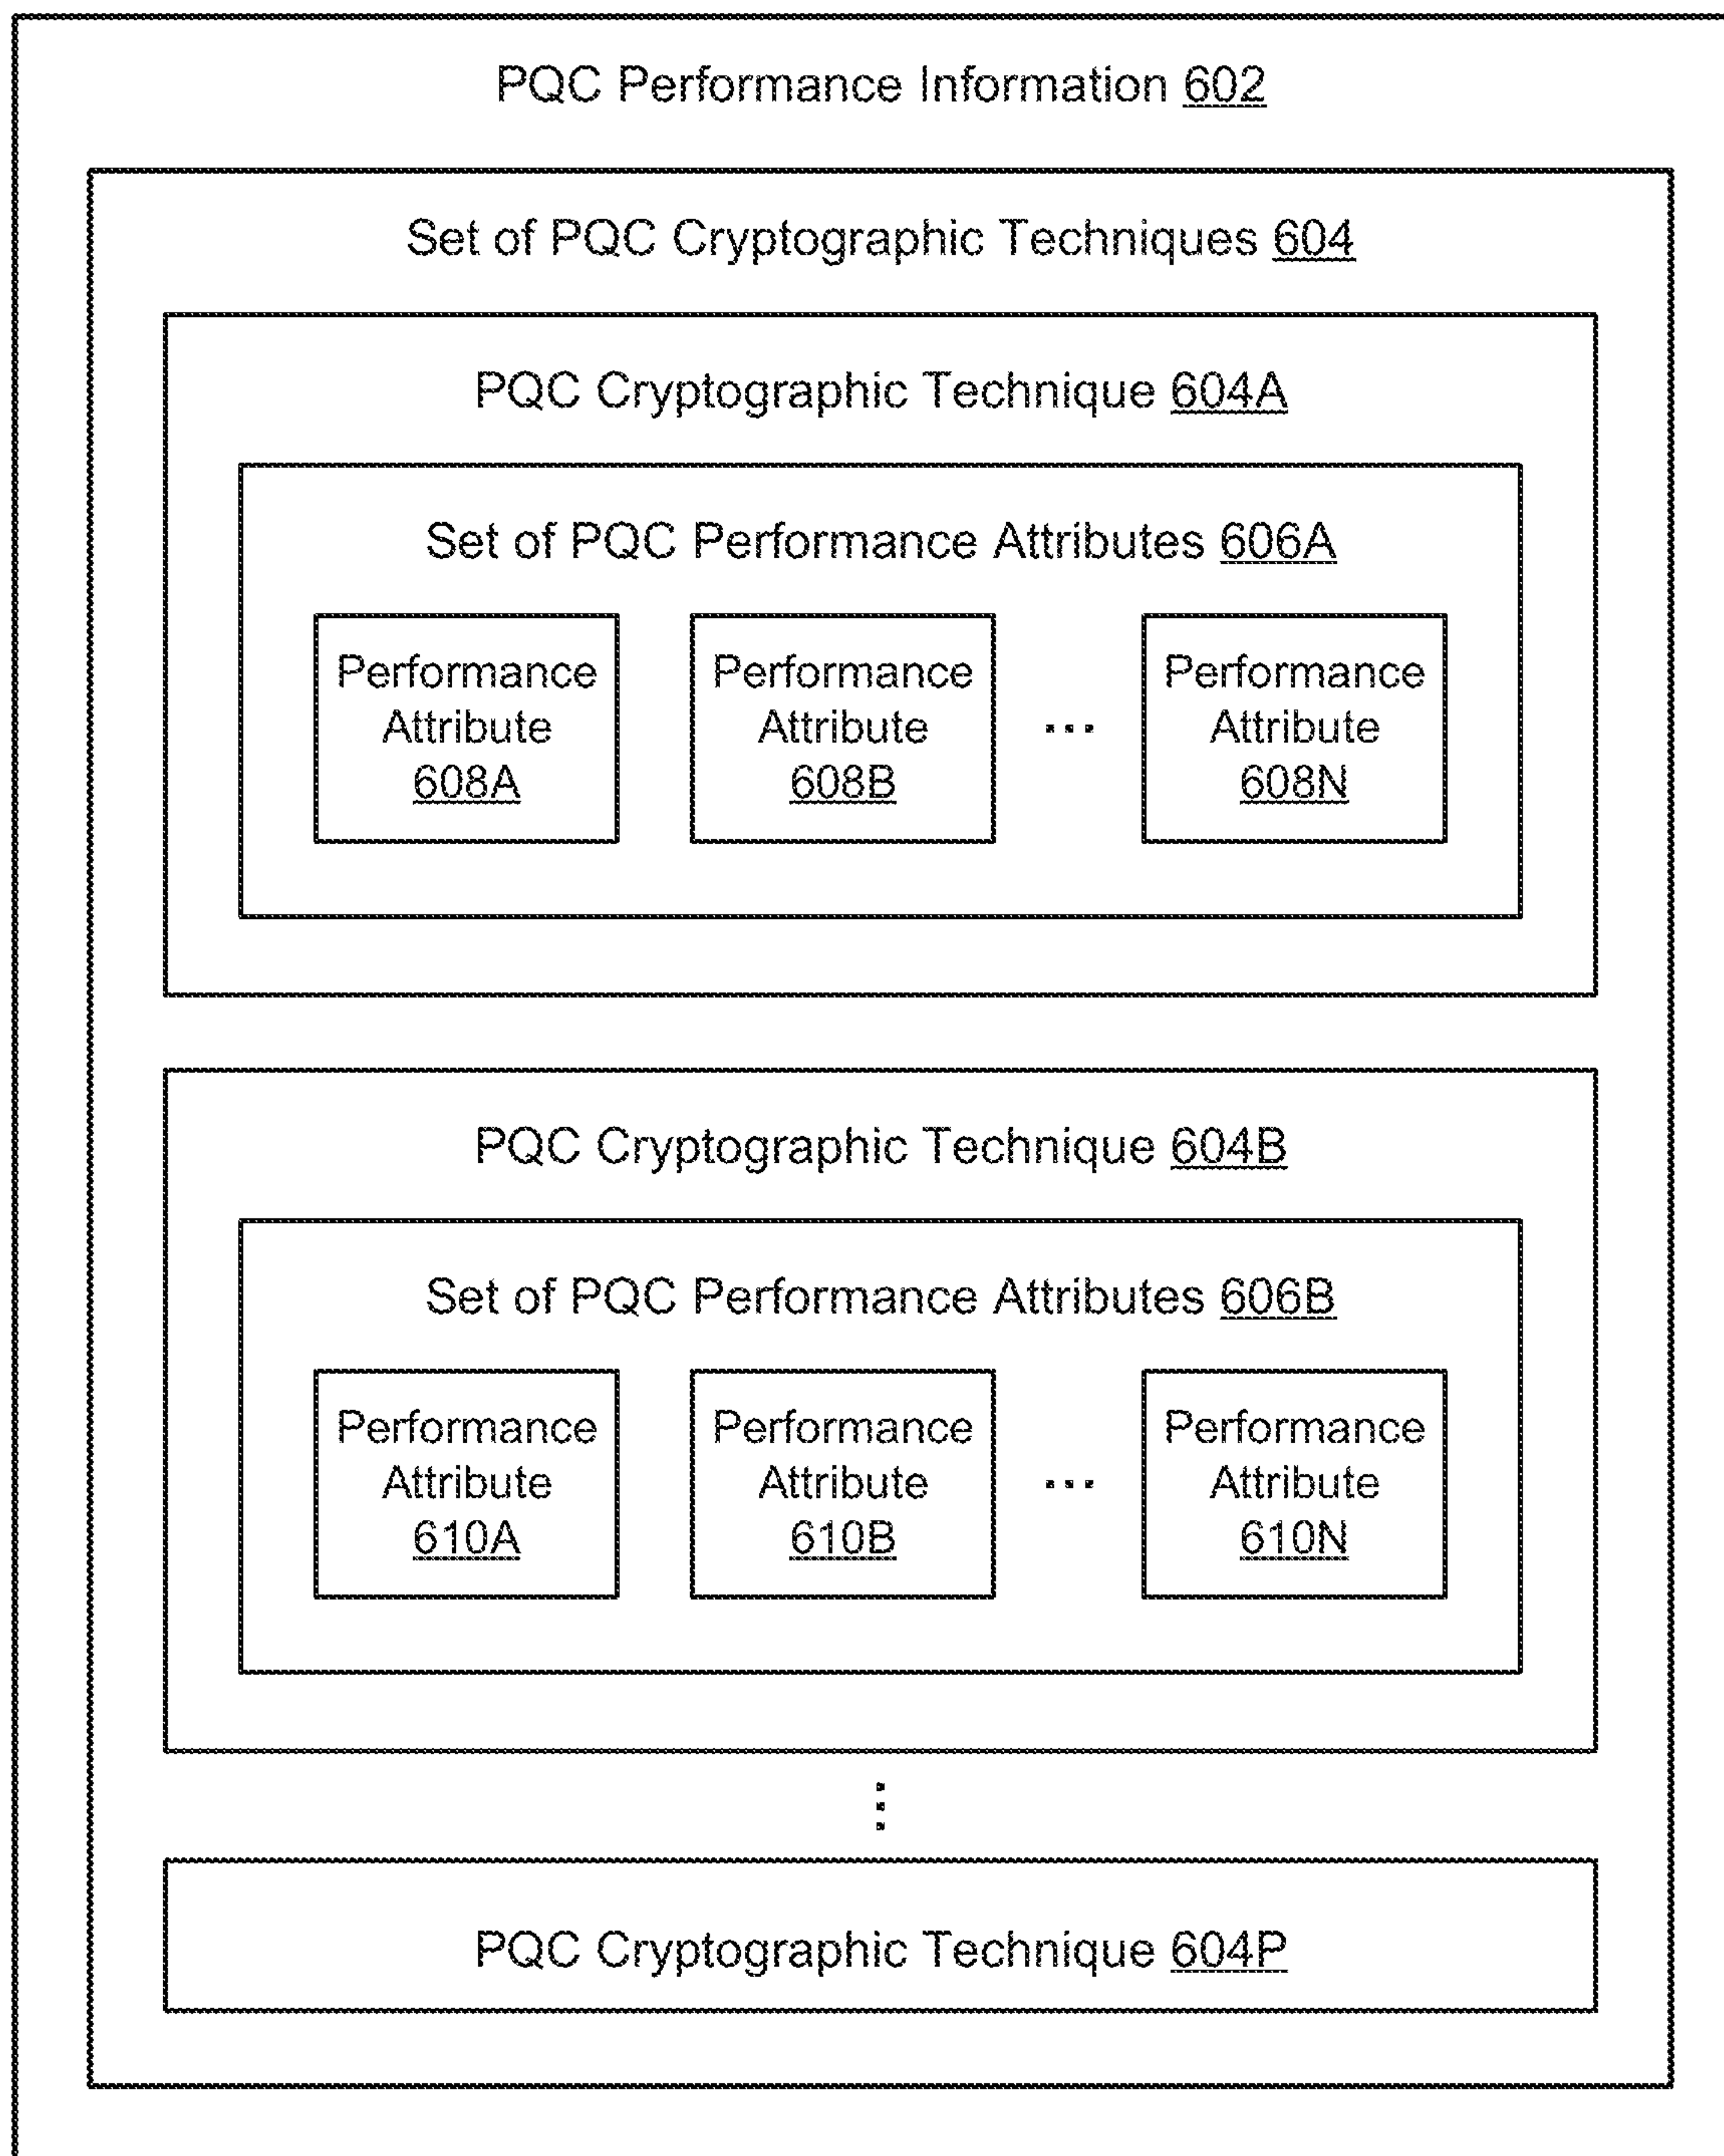 PQC Performance Information 602
Set of PQC Cryptographic Techniques 604
PQC Cryptographic Technique 604A
Set of PQC Performance Attributes 606A
Performance
Attribute
608A
Performance
Attribute
608B
...
Performance
Attribute
608N
PQC Cryptographic Technique 604B
Set of PQC Performance Attributes 606B
Performance
Attribute
610A
Performance
Attribute
610B
...
Performance
Attribute
610N
...
PQC Cryptographic Technique 604P